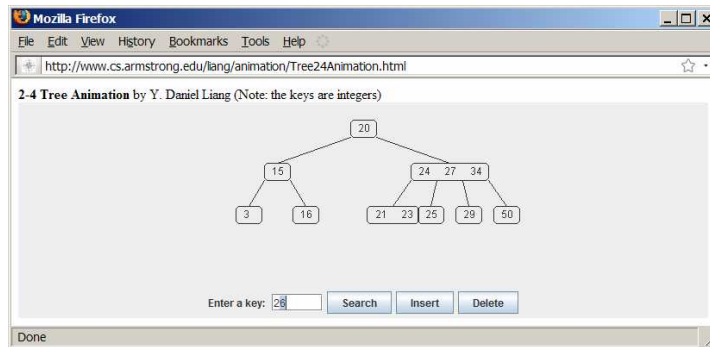 Mozilla Firefox
File Edit View History Bookmarks Tools Help
http://www.cs.armstrong.edu/liang/animation/Tree24Animation.html
2-4 Tree Animation by Y. Daniel Liang (Note: the keys are integers)
20
15 24 27 34
3 16 21 23 25 29 50
Enter a key: 26 Search Insert Delete
Done